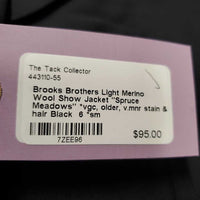 The Tack Collector
443110-55
Brooks Brothers Light Merino
Wool Show Jacket "Spruce
Meadows" *vgc, older, v.mnr stain &
hair Black 6 *sm
$95.00
7ZEE96